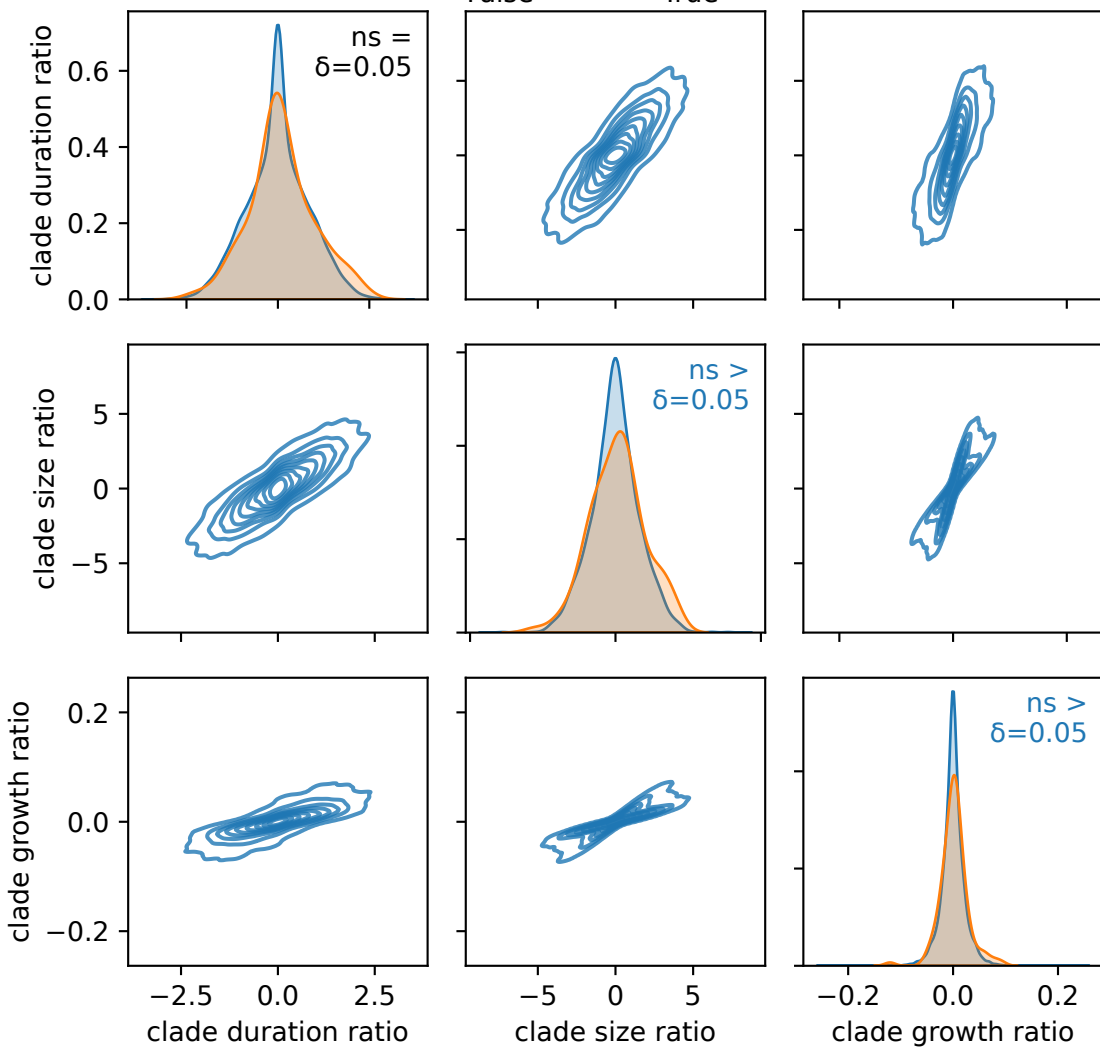 clade duration ratio
0.6
0.4
0.2
0.0
ns =
δ=0.05
clade size ratio
5
0
−5
ns >
δ=0.05
clade growth ratio
0.2
0.0
−0.2
ns >
δ=0.05
−2.5 0.0 2.5
−5 0 5
−0.2 0.0 0.2
clade duration ratio
clade size ratio
clade growth ratio